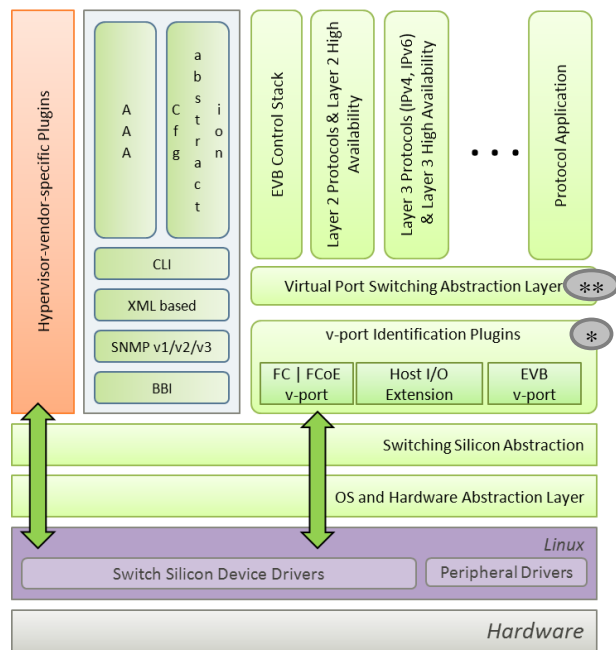 Hypervisor-vendor-specific Plugins
AAA
Cfg
abstract
ion
CLI
XML based
SNMP v1/v2/v3
BBI
EVB Control Stack
Layer 2 Protocols & Layer 2 High
Availability
Layer 3 Protocols (IPv4, IPv6)
& Layer 3 High Availability
• • •
Protocol Application
Virtual Port Switching Abstraction Layer
**
v-port Identification Plugins
*
FC | FCoE
v-port
Host I/O
Extension
EVB
v-port
Switching Silicon Abstraction
OS and Hardware Abstraction Layer
Linux
Switch Silicon Device Drivers
Peripheral Drivers
Hardware